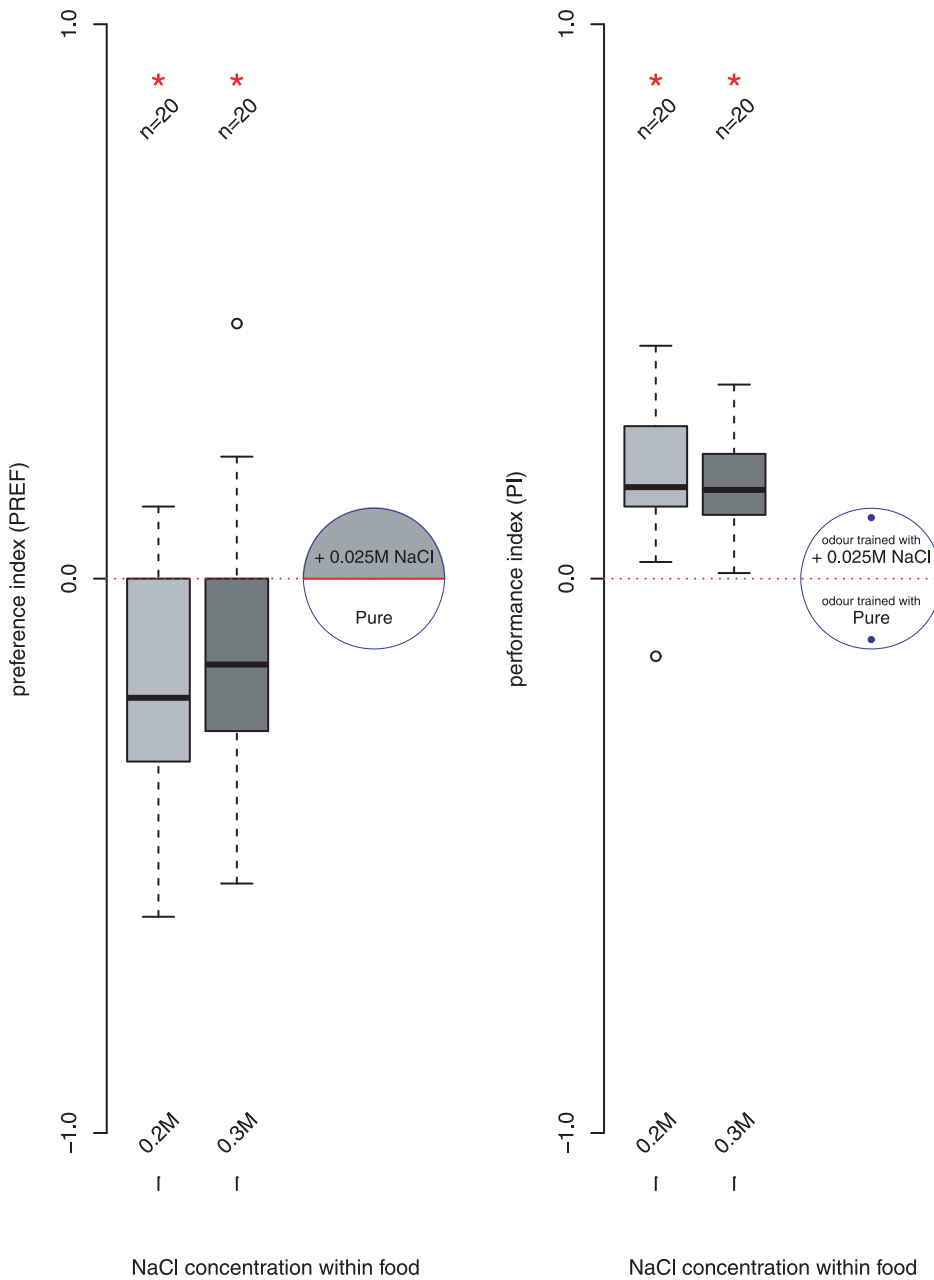 1.0
* *
n=20 n=20
preference index (PREF)
0.0
+ 0.025M NaCl
Pure
−1.0
0.2M 0.3M
NaCl concentration within food
1.0
* *
n=20 n=20
performance index (PI)
0.0
odour trained with
+ 0.025M NaCl
odour trained with
Pure
−1.0
0.2M 0.3M
NaCl concentration within food